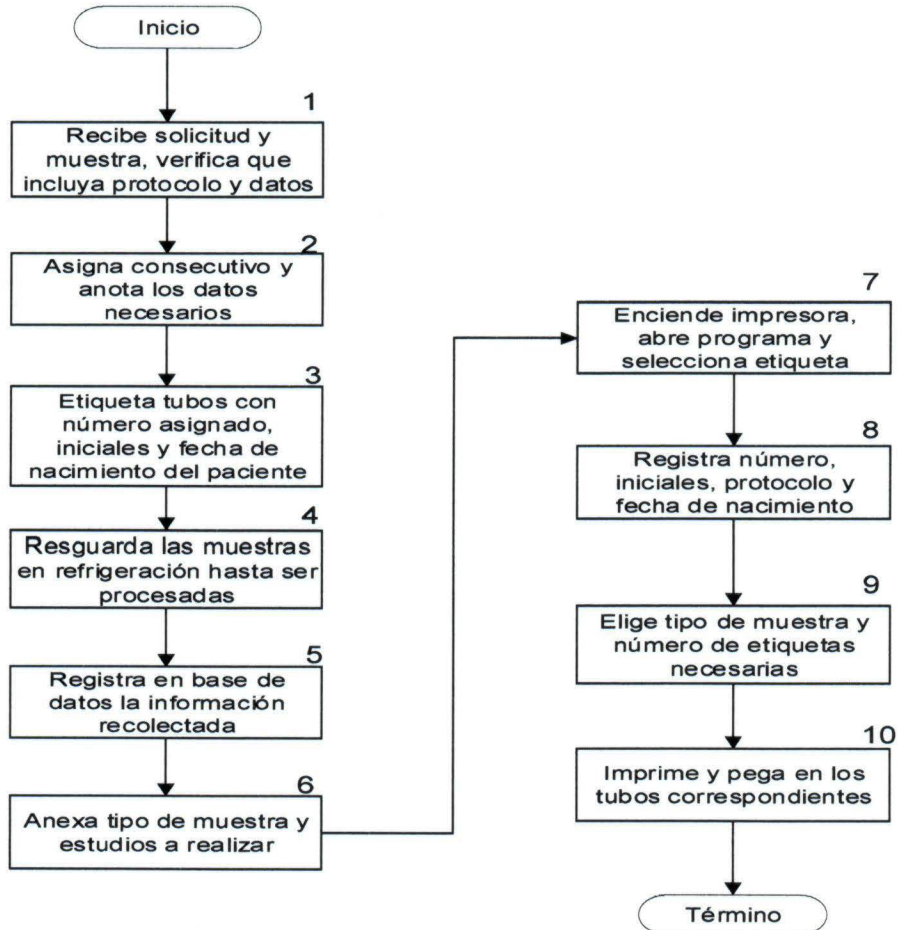 Inicio
1
Recibe solicitud y
muestra, verifica que
incluya protocolo y datos
2
Asigna consecutivo y
anota los datos
necesarios
3
Etiqueta tubos con
número asignado,
iniciales y fecha de
nacimiento del paciente
4
Resguarda las muestras
en refrigeración hasta ser
procesadas
5
Registra en base de
datos la información
recolectada
6
Anexa tipo de muestra y
estudios a realizar
7
Enciende impresora,
abre programa y
selecciona etiqueta
8
Registra número,
iniciales, protocolo y
fecha de nacimiento
9
Elige tipo de muestra y
número de etiquetas
necesarias
10
Imprime y pega en los
tubos correspondientes
Término